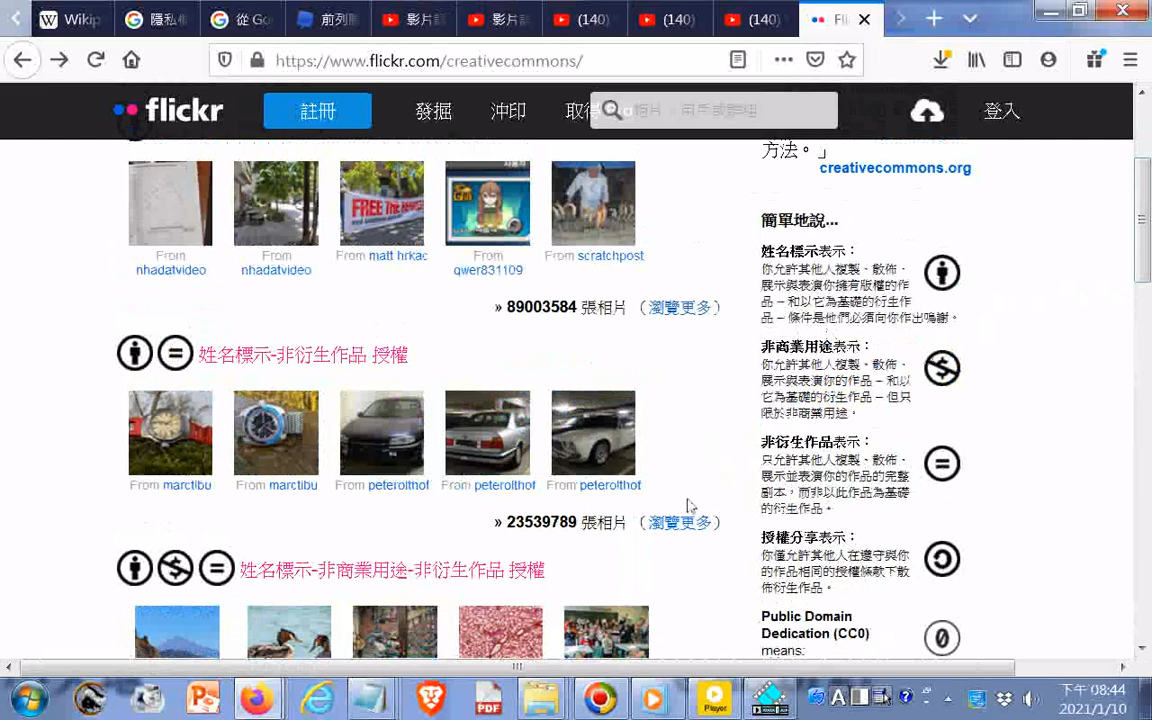 Wikip
隱私權
從 Go
前列腺
影片
影片
(140)
(140)
(140)
Fli
https://www.flickr.com/creativecommons/
flickr
註冊
發掘
沖印
取得
相片、用戶或群組
登入
方法。」
creativecommons.org
From nhadatvideo
From nhadatvideo
From matt hrkac
From qwer831109
From scratchpost
» 89003584 張相片 （瀏覽更多）
姓名標示-非衍生作品 授權
From marctibu
From marctibu
From peterolthof
From peterolthof
From peterolthof
» 23539789 張相片 （瀏覽更多）
姓名標示-非商業用途-非衍生作品 授權
簡單地說...
姓名標示表示：
你允許其他人複製、散佈、
展示與表演你擁有版權的作
品 – 和以它為基礎的衍生作
品 – 條件是他們必須向你作出鳴謝。
非商業用途表示：
你允許其他人複製、散佈、
展示與表演你的作品 – 和以
它為基礎的衍生作品 – 但只
限於非商業用途。
非衍生作品表示：
只允許其他人複製、散佈、
展示並表演你的作品的完整
副本，而非以此作品為基礎
的衍生作品。
授權分享表示：
你僅允許其他人在遵守與你
的作品相同的授權條款下散
佈衍生作品。
Public Domain
Dedication (CC0)
means:
PDF
Player
下午 08:44
2021/1/10